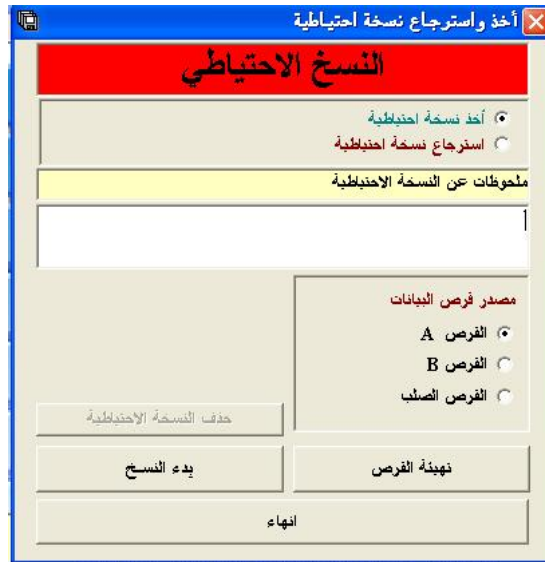 أخذ واسترجاع نسخة احتياطية
النسخ الاحتياطي
أخذ نسخة احتياطية
استرجاع نسخة احتياطية
ملحوظات عن النسخة الاحتياطية
مصدر قرص البيانات
القرص A
القرص B
القرص الصلب
حذف النسخة الاحتياطية
تهيئة القرص
بدء النسخ
انهاء